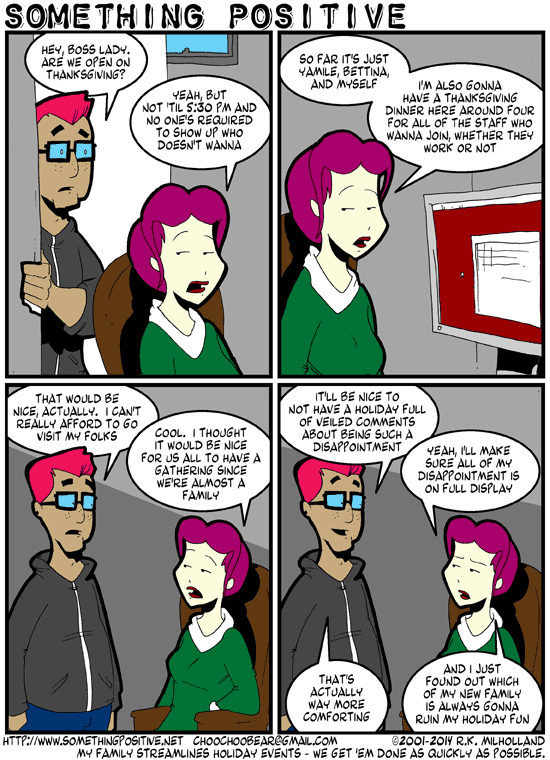 SOMETHING POSITIVE
HEY, BOSS LADY.
ARE WE OPEN ON
THANKSGIVING?
YEAH, BUT
NOT 'TIL 5:30 PM AND
NO ONE'S REQUIRED
TO SHOW UP WHO
DOESN'T WANNA
SO FAR IT'S JUST
YAMILE, BETTINA,
AND MYSELF
I'M ALSO GONNA
HAVE A THANKSGIVING
DINNER HERE AROUND FOUR
FOR ALL OF THE STAFF WHO
WANNA JOIN, WHETHER THEY
WORK OR NOT
THAT WOULD BE
NICE, ACTUALLY. I CAN'T
REALLY AFFORD TO GO
VISIT MY FOLKS
COOL. I THOUGHT
IT WOULD BE NICE
FOR US ALL TO HAVE A
GATHERING SINCE
WE'RE ALMOST A
FAMILY
IT'LL BE NICE TO
NOT HAVE A HOLIDAY FULL
OF VEILED COMMENTS
ABOUT BEING SUCH A
DISAPPOINTMENT
YEAH, I'LL MAKE
SURE ALL OF MY
DISAPPOINTMENT IS
ON FULL DISPLAY
THAT'S
ACTUALLY
WAY MORE
COMFORTING
AND I JUST
FOUND OUT WHICH
OF MY NEW FAMILY
IS ALWAYS GONNA
RUIN MY HOLIDAY FUN
HTTP://WWW.SOMETHINGPOSITIVE.NET CHOOCHOOBEAR@GMAIL.COM ©2001-2014 R.K. MILHOLLAND
MY FAMILY STREAMLINES HOLIDAY EVENTS - WE GET 'EM DONE AS QUICKLY AS POSSIBLE.